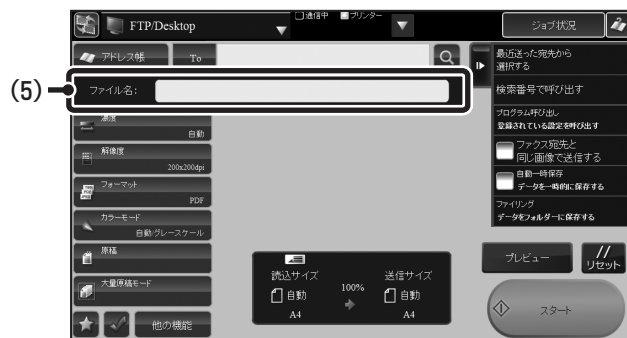 FTP/Desktop
通信中
プリンター
ジョブ状況
アドレス帳
To
最近送った宛先から
選択する
(5)
ファイル名:
検索番号で呼び出す
濃度
自動
プログラム呼び出し
登録されている設定を呼び出す
解像度
200x200dpi
ファクス宛先と
同じ画像で送信する
フォーマット
PDF
自動一時保存
データを一時的に保存する
カラーモード
自動/グレースケール
ファイリング
データをフォルダーに保存する
原稿
読込サイズ
送信サイズ
プレビュー
リセット
大量原稿モード
自動
100%
自動
A4
A4
スタート
他の機能